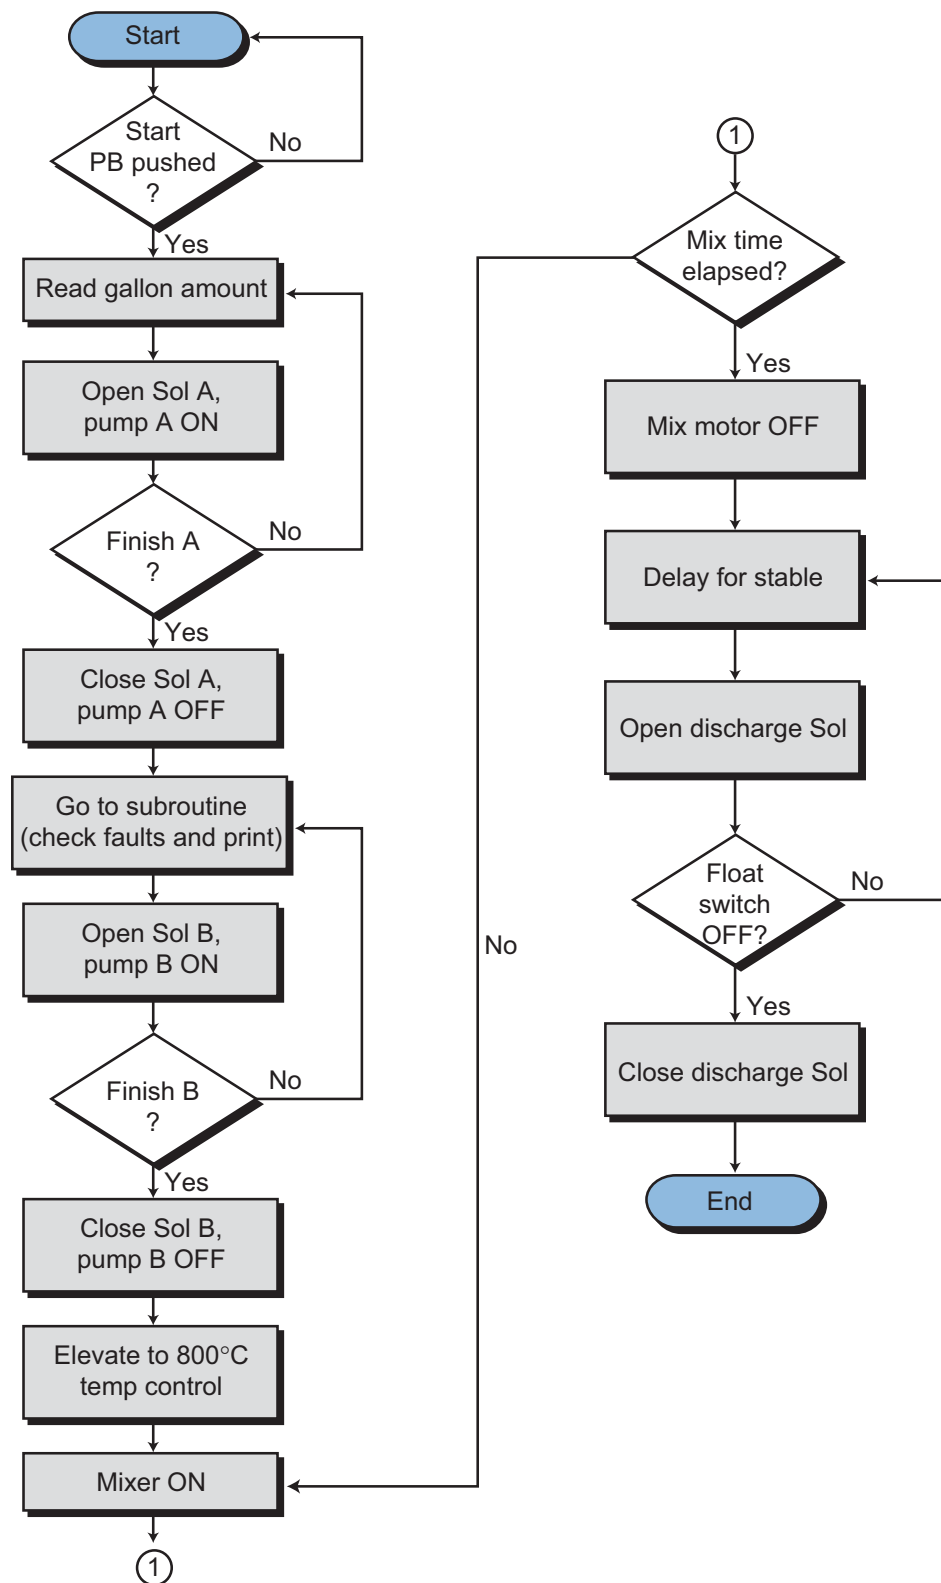 Start
Start
PB pushed
?
No
Yes
Read gallon amount
Open Sol A,
pump A ON
Finish A
?
No
Yes
Close Sol A,
pump A OFF
Go to subroutine
(check faults and print)
Open Sol B,
pump B ON
Finish B
?
No
Yes
Close Sol B,
pump B OFF
Elevate to 800°C
temp control
Mixer ON
1
1
Mix time
elapsed?
No
Yes
Mix motor OFF
Delay for stable
Open discharge Sol
Float
switch
OFF?
No
Yes
Close discharge Sol
End